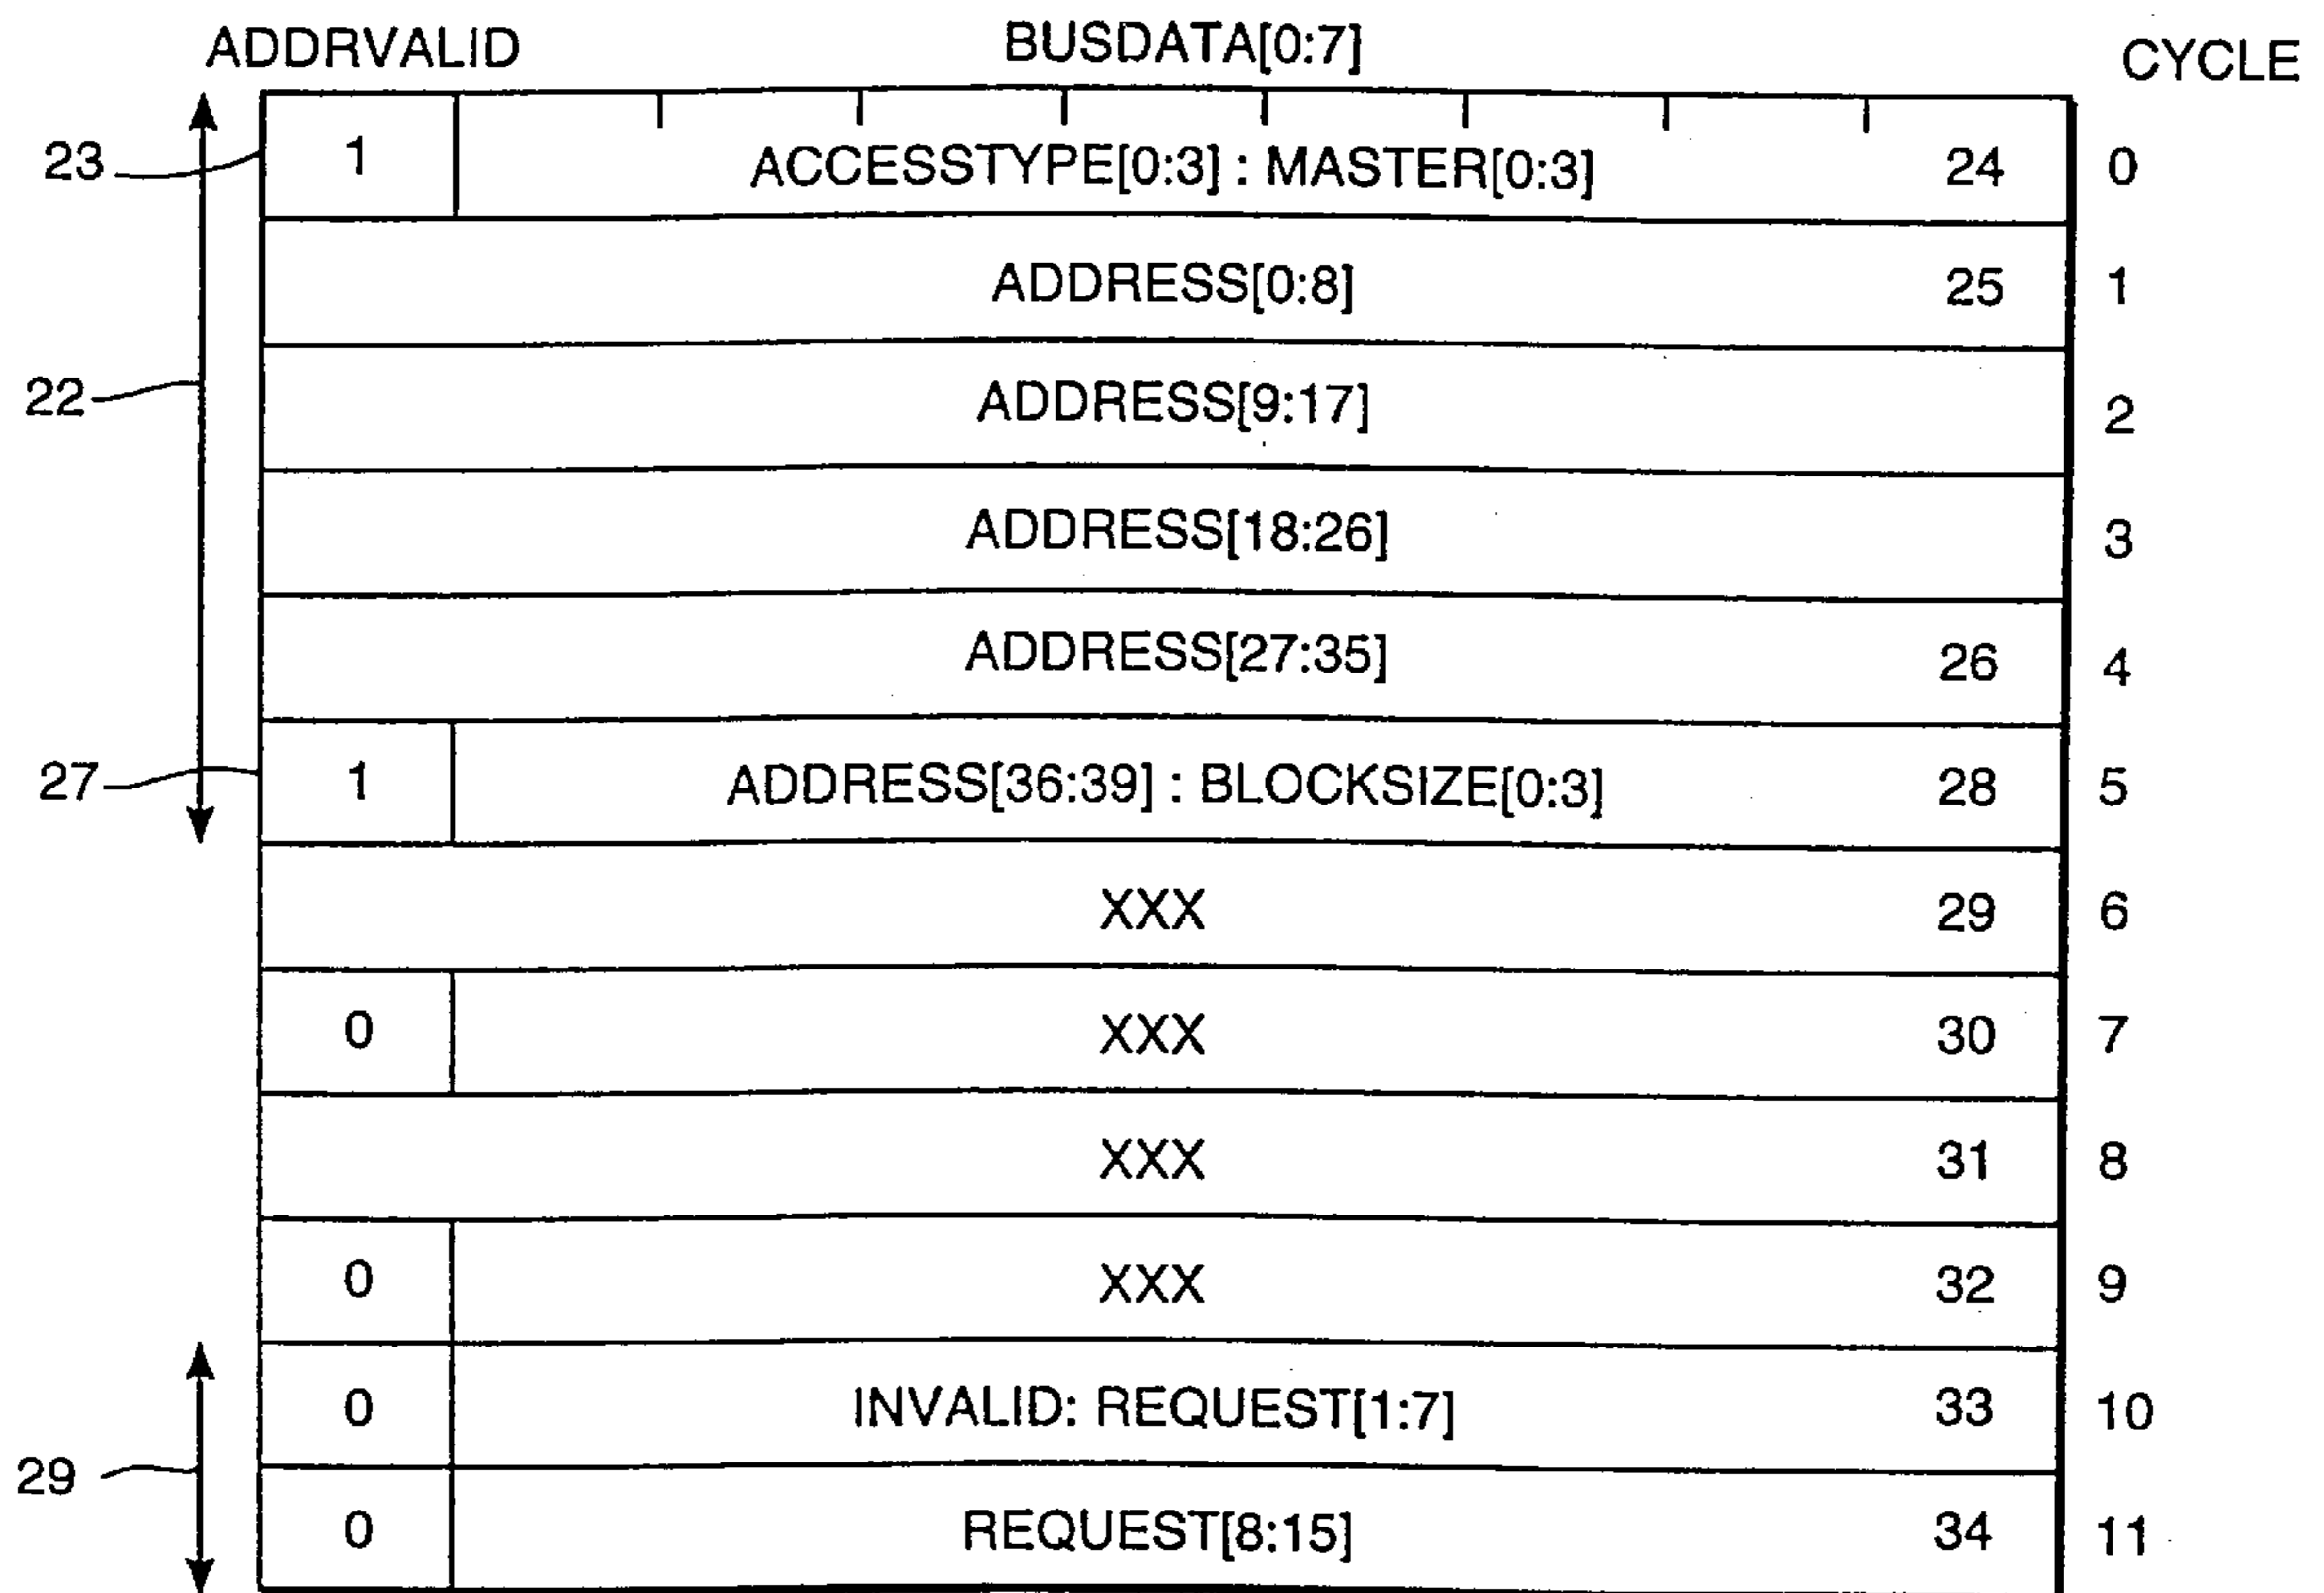 ADDRVALID BUSDATA[0:7] CYCLE
23 1 ACCESSTYPE[0:3] : MASTER[0:3] 24 0
ADDRESS[0:8] 25 1
22 ADDRESS[9:17] 2
ADDRESS[18:26] 3
ADDRESS[27:35] 26 4
27 1 ADDRESS[36:39] : BLOCKSIZE[0:3] 28 5
XXX 29 6
0 XXX 30 7
XXX 31 8
0 XXX 32 9
0 INVALID: REQUEST[1:7] 33 10
29 0 REQUEST[8:15] 34 11